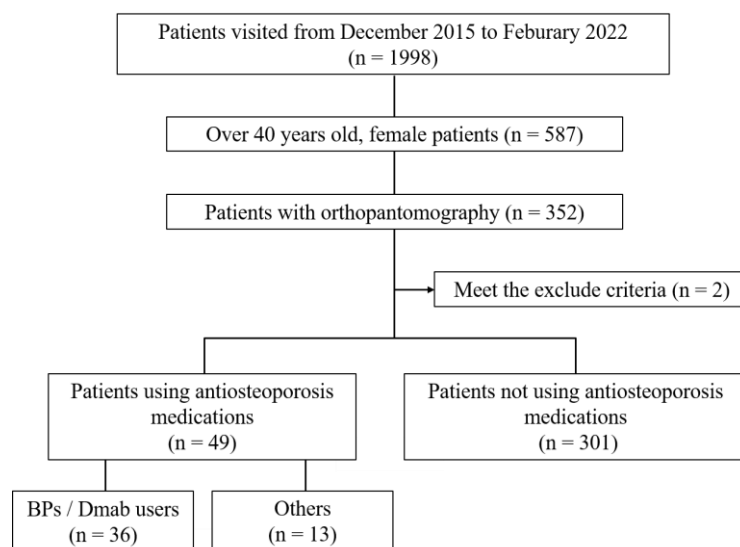 Patients visited from December 2015 to Feburary 2022
(n = 1998)
Over 40 years old, female patients (n = 587)
Patients with orthopantomography (n = 352)
Meet the exclude criteria (n = 2)
Patients using antiosteoporosis
medications
(n = 49)
Patients not using antiosteoporosis
medications
(n = 301)
BPs / Dmab users
(n = 36)
Others
(n = 13)